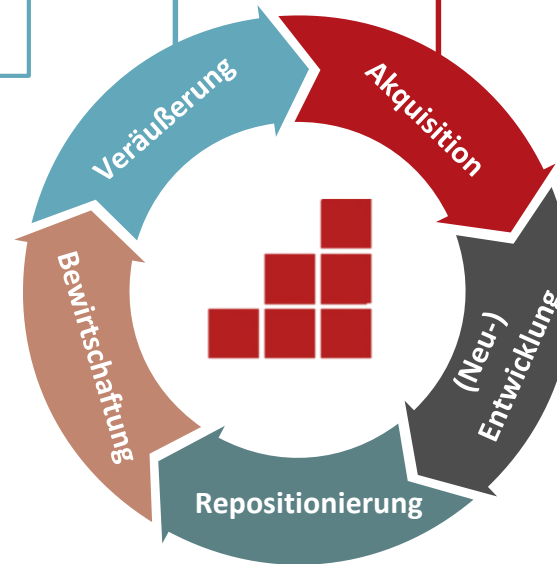 Veräußerung
Akquisition
(Neu-)
Entwicklung
Repositionierung
Bewirtschaftung